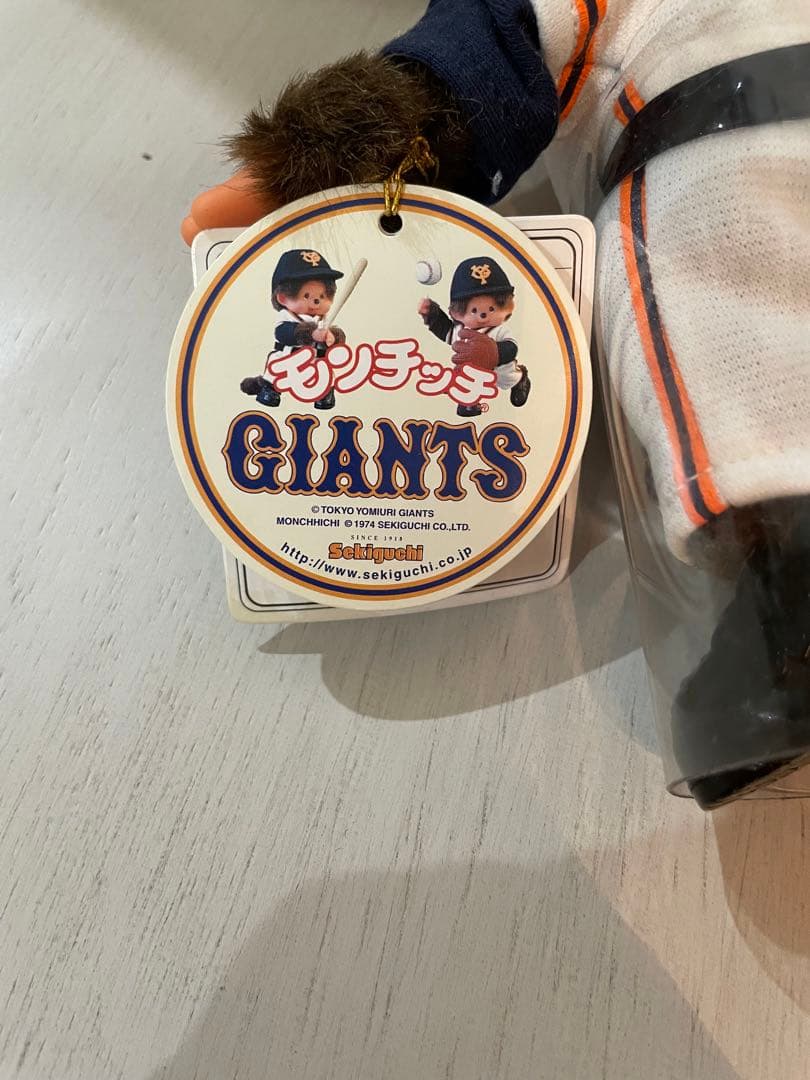 モンチッチ®
GIANTS
© TOKYO YOMIURI GIANTS
MONCHHICHI © 1974 SEKIGUCHI CO.,LTD.
SINCE 1918
Sekiguchi
http://www.sekiguchi.co.jp